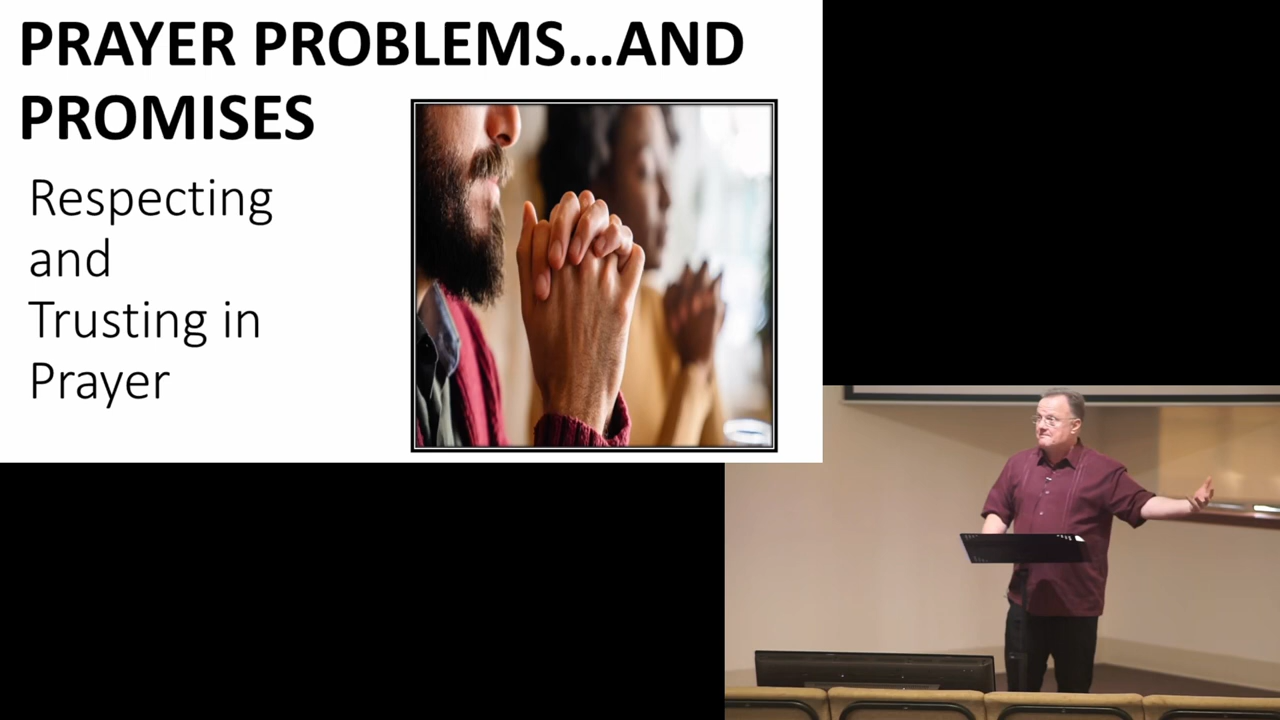 PRAYER PROBLEMS...AND
PROMISES
Respecting
and
Trusting in
Prayer